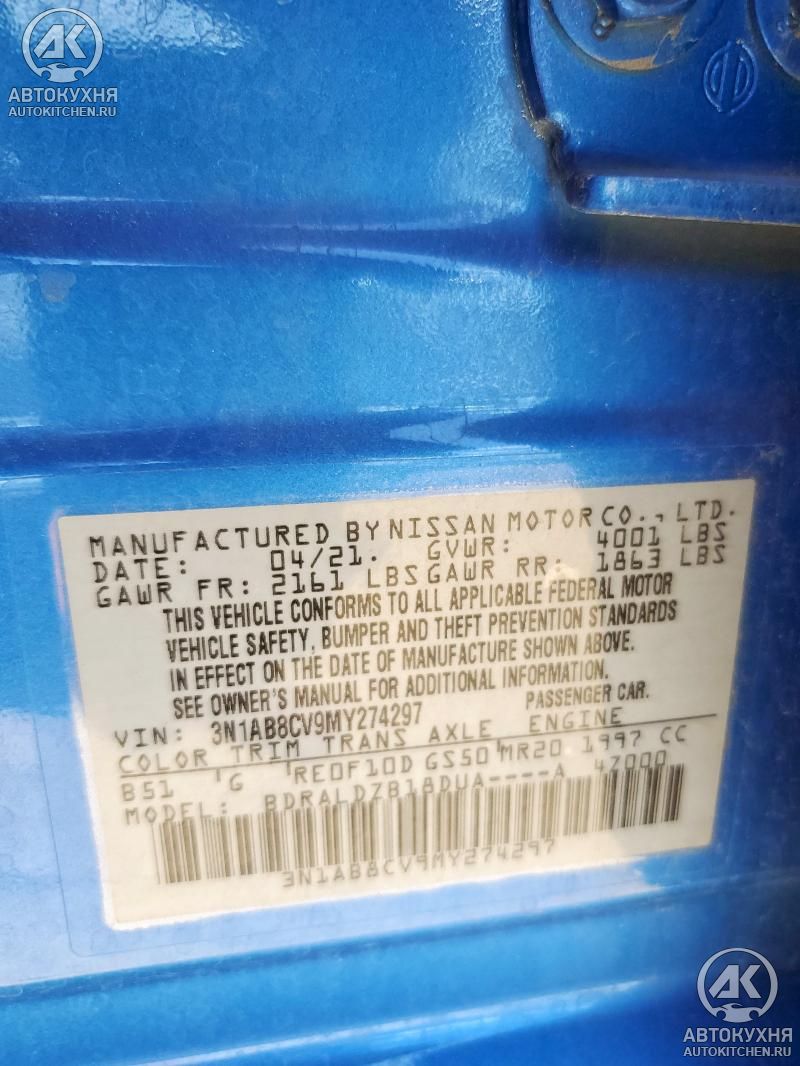 АК
АВТОКУХНЯ
AUTOKITCHEN.RU
MANUFACTURED BY NISSAN MOTOR CO., LTD.
DATE: 04/21. GVWR: 4001 LBS
GAWR FR: 2161 LBS GAWR RR: 1863 LBS
THIS VEHICLE CONFORMS TO ALL APPLICABLE FEDERAL MOTOR
VEHICLE SAFETY, BUMPER AND THEFT PREVENTION STANDARDS
IN EFFECT ON THE DATE OF MANUFACTURE SHOWN ABOVE.
SEE OWNER'S MANUAL FOR ADDITIONAL INFORMATION.
VIN: 3N1AB8CV9MY274297 PASSENGER CAR.
COLOR TRIM TRANS AXLE ENGINE
B51 G RE0F10D GS50 MR20 1997 CC
MODEL: BDRALDZB18DUA----A 47000
3N1AB8CV9MY274297
АК
АВТОКУХНЯ
AUTOKITCHEN.RU